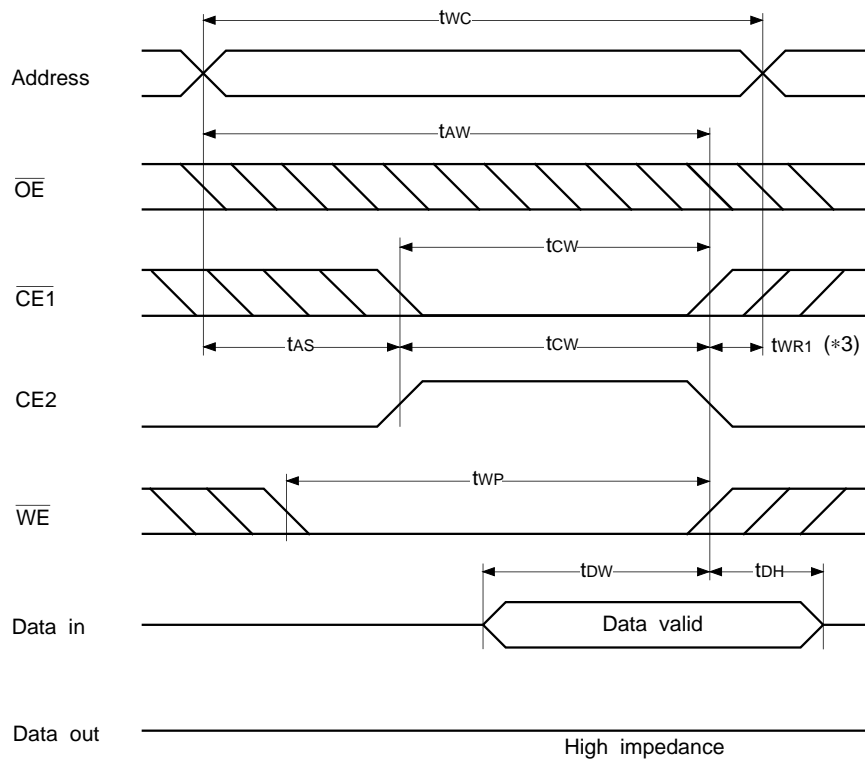 tWC
Address
tAW
OE
tCW
CE1
tAS
tCW
tWR1 (*3)
CE2
tWP
WE
tDW
tDH
Data in
Data valid
Data out
High impedance